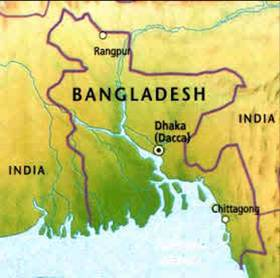 Rangpur
BANGLADESH
INDIA
Dhaka
(Dacca)
INDIA
Chittagong